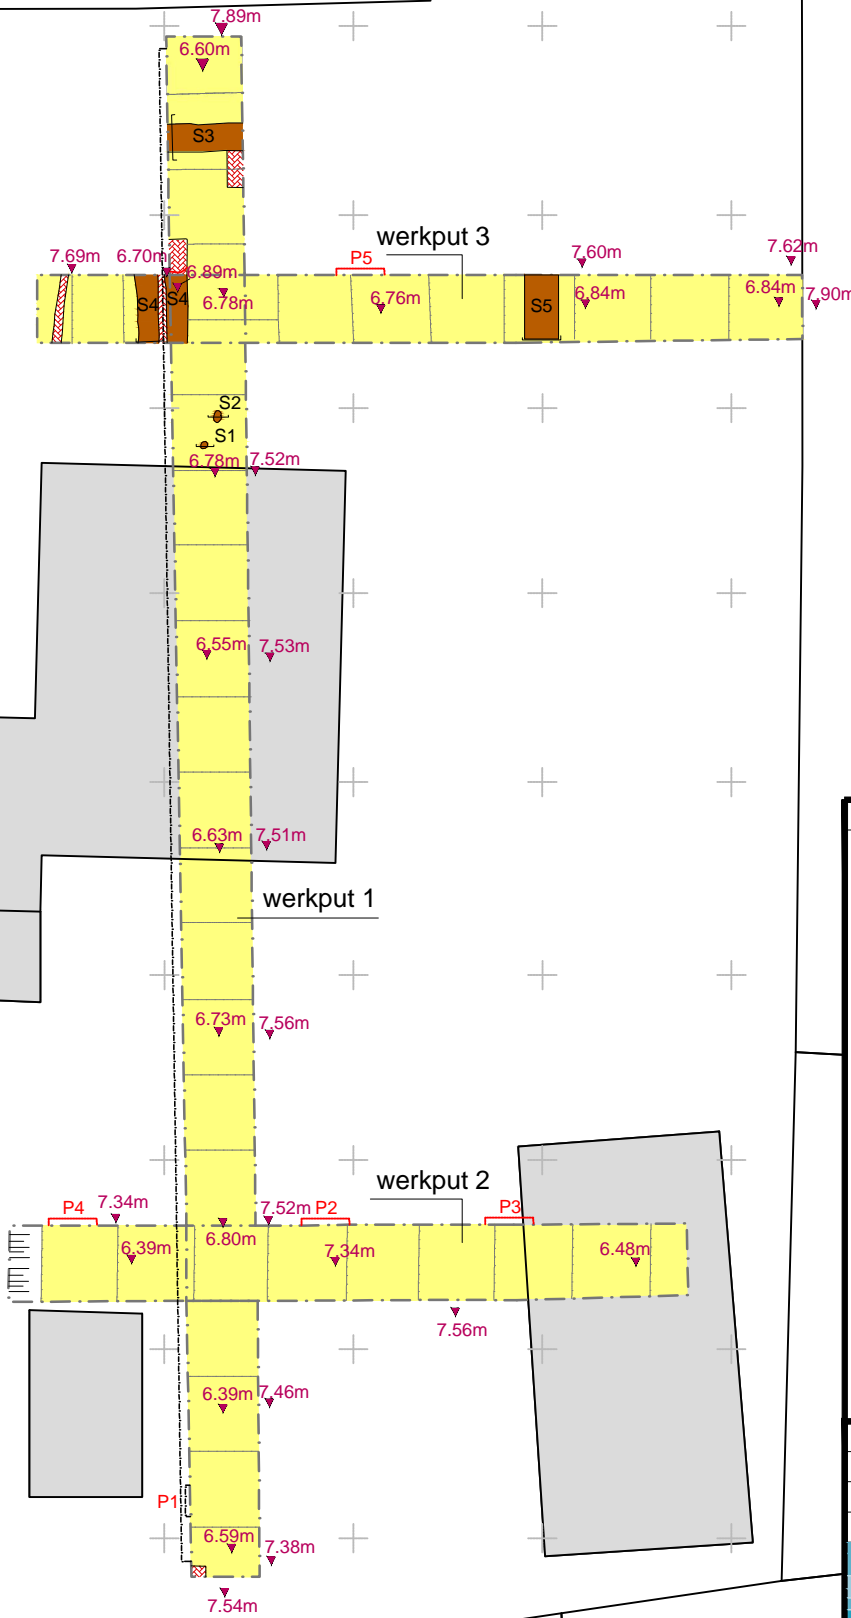 7.89m
6.60m
S3
werkput 3
7.69m
6.70m
P5
7.60m
7.62m
6.89m
S4
S4
6.78m
6.76m
S5
6.84m
6.84m
7.90m
S2
S1
6.78m
7.52m
6.55m
7.53m
6.63m
7.51m
werkput 1
6.73m
7.56m
werkput 2
P4
7.34m
7.52m
P2
P3
6.39m
6.80m
7.34m
6.48m
7.56m
6.39m
7.46m
P1
6.59m
7.38m
7.54m